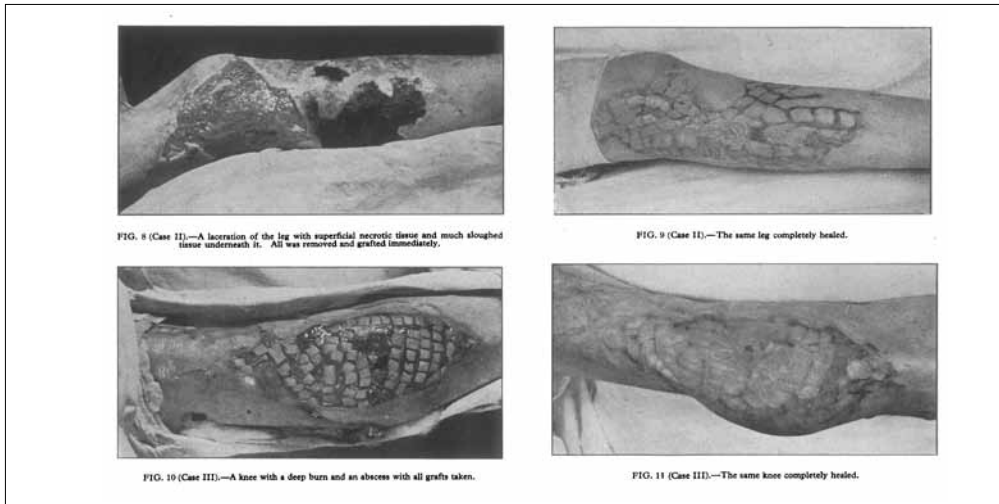 FIG. 8 (Case II).—A laceration of the leg with superficial necrotic tissue and much sloughed
tissue underneath it. All was removed and grafted immediately.
FIG. 9 (Case II).—The same leg completely healed.
FIG. 10 (Case III).—A knee with a deep burn and an abscess with all grafts taken.
FIG. 11 (Case III).—The same knee completely healed.